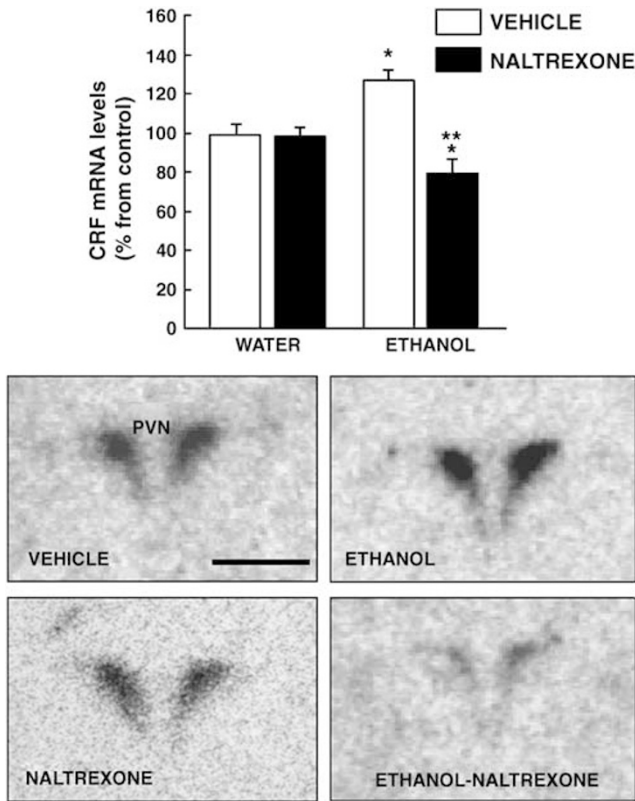 160
140
120
100
80
60
40
20
0
CRF mRNA levels
(% from control)
VEHICLE
NALTREXONE
*
**
*
WATER
ETHANOL
PVN
VEHICLE
ETHANOL
NALTREXONE
ETHANOL-NALTREXONE